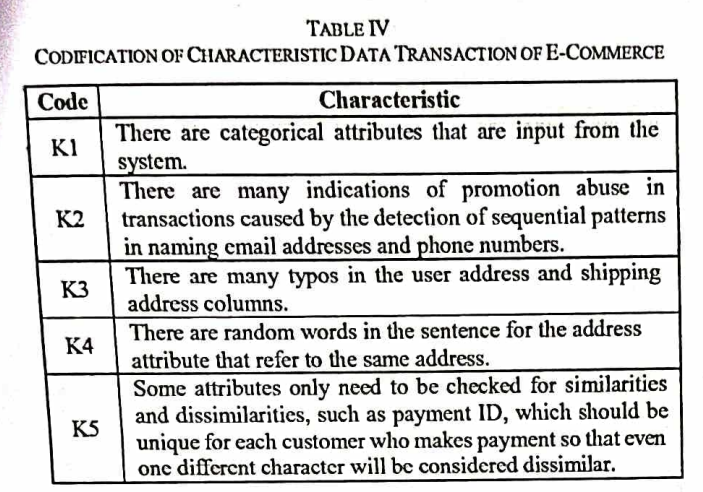 TABLE IV
CODIFICATION OF CHARACTERISTIC DATA TRANSACTION OF E-COMMERCE
Code Characteristic
K1 There are categorical attributes that are input from the
system.
There are many indications of promotion abuse in
K2 transactions caused by the detection of sequential patterns
in naming email addresses and phone numbers.
K3 There are many typos in the user address and shipping
address columns.
K4 There are random words in the sentence for the address
attribute that refer to the same address.
Some attributes only need to be checked for similarities
and dissimilarities, such as payment ID, which should be
K5 unique for each customer who makes payment so that even
one different character will be considered dissimilar.